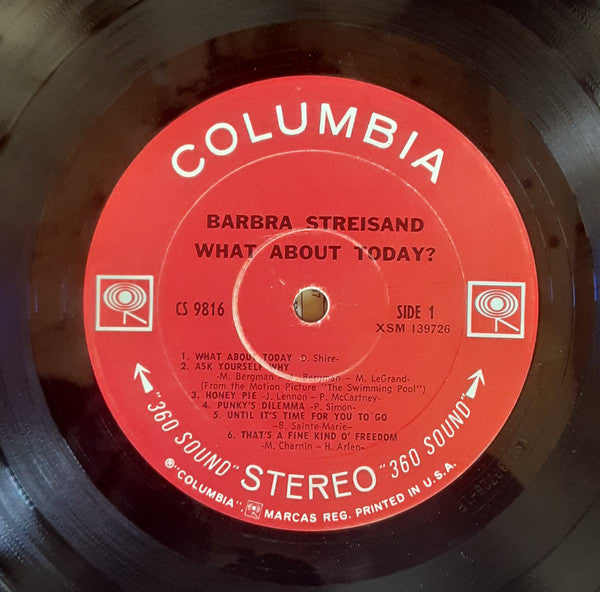 COLUMBIA
BARBRA STREISAND
WHAT ABOUT TODAY?
CS 9816
SIDE 1
XSM 139726
1. WHAT ABOUT TODAY -D. Shire-
2. ASK YOURSELF WHY
-M. Bergman - A. Bergman - M. LeGrand-
(From the Motion Picture "The Swimming Pool")
3. HONEY PIE -J. Lennon - P. McCartney-
4. PUNKY'S DILEMMA -P. Simon-
5. UNTIL IT'S TIME FOR YOU TO GO
-B. Sainte-Marie-
6. THAT'S A FINE KIND O' FREEDOM
-M. Charnin - H. Arlen-
"360 SOUND" STEREO "360 SOUND"
℗"COLUMBIA", MARCAS REG. PRINTED IN U.S.A.